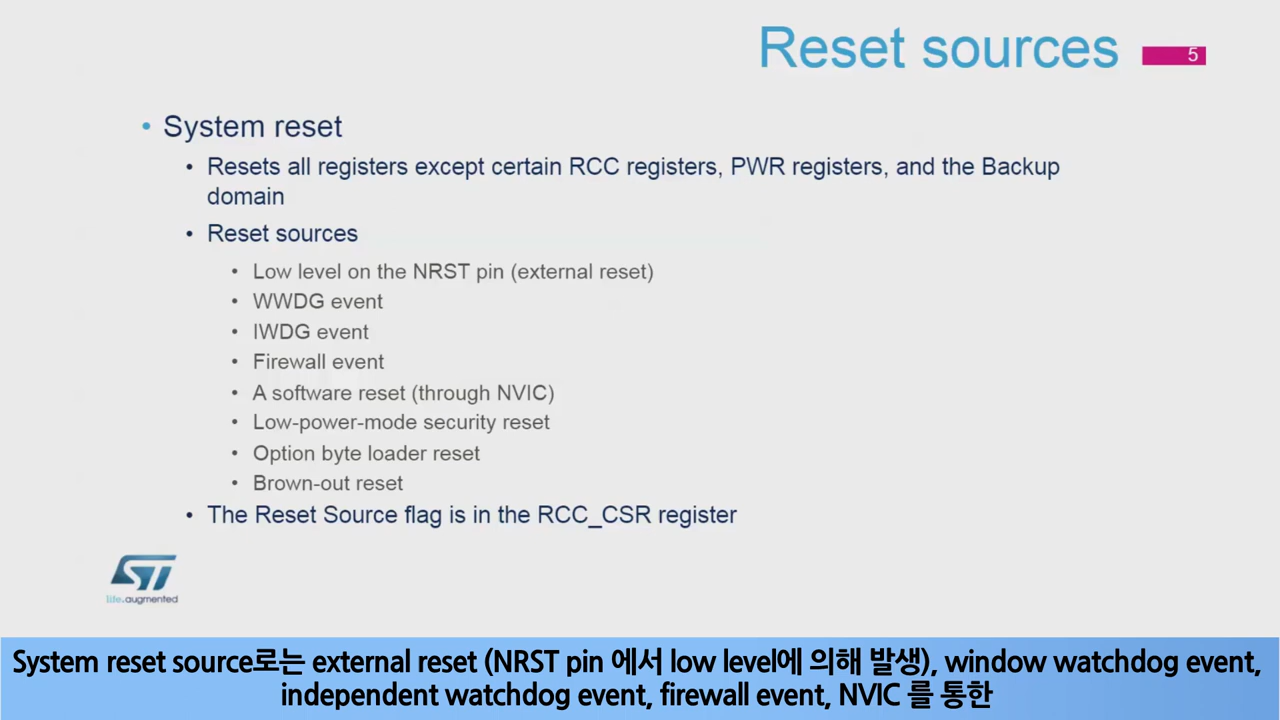 Reset sources
5
• System reset
• Resets all registers except certain RCC registers, PWR registers, and the Backup
domain
• Reset sources
• Low level on the NRST pin (external reset)
• WWDG event
• IWDG event
• Firewall event
• A software reset (through NVIC)
• Low-power-mode security reset
• Option byte loader reset
• Brown-out reset
• The Reset Source flag is in the RCC_CSR register
ST
life.augmented
System reset source로는 external reset (NRST pin 에서 low level에 의해 발생), window watchdog event,
independent watchdog event, firewall event, NVIC 를 통한